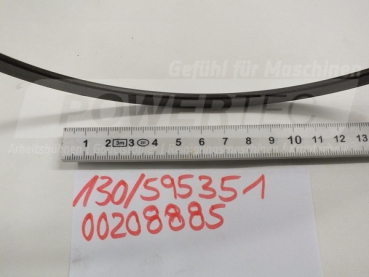 Gefühl für Maschinen
POWERTEC
1 2 3m 3 4 5 6 7 8 9 10 11 12 13
130/595351
00208885